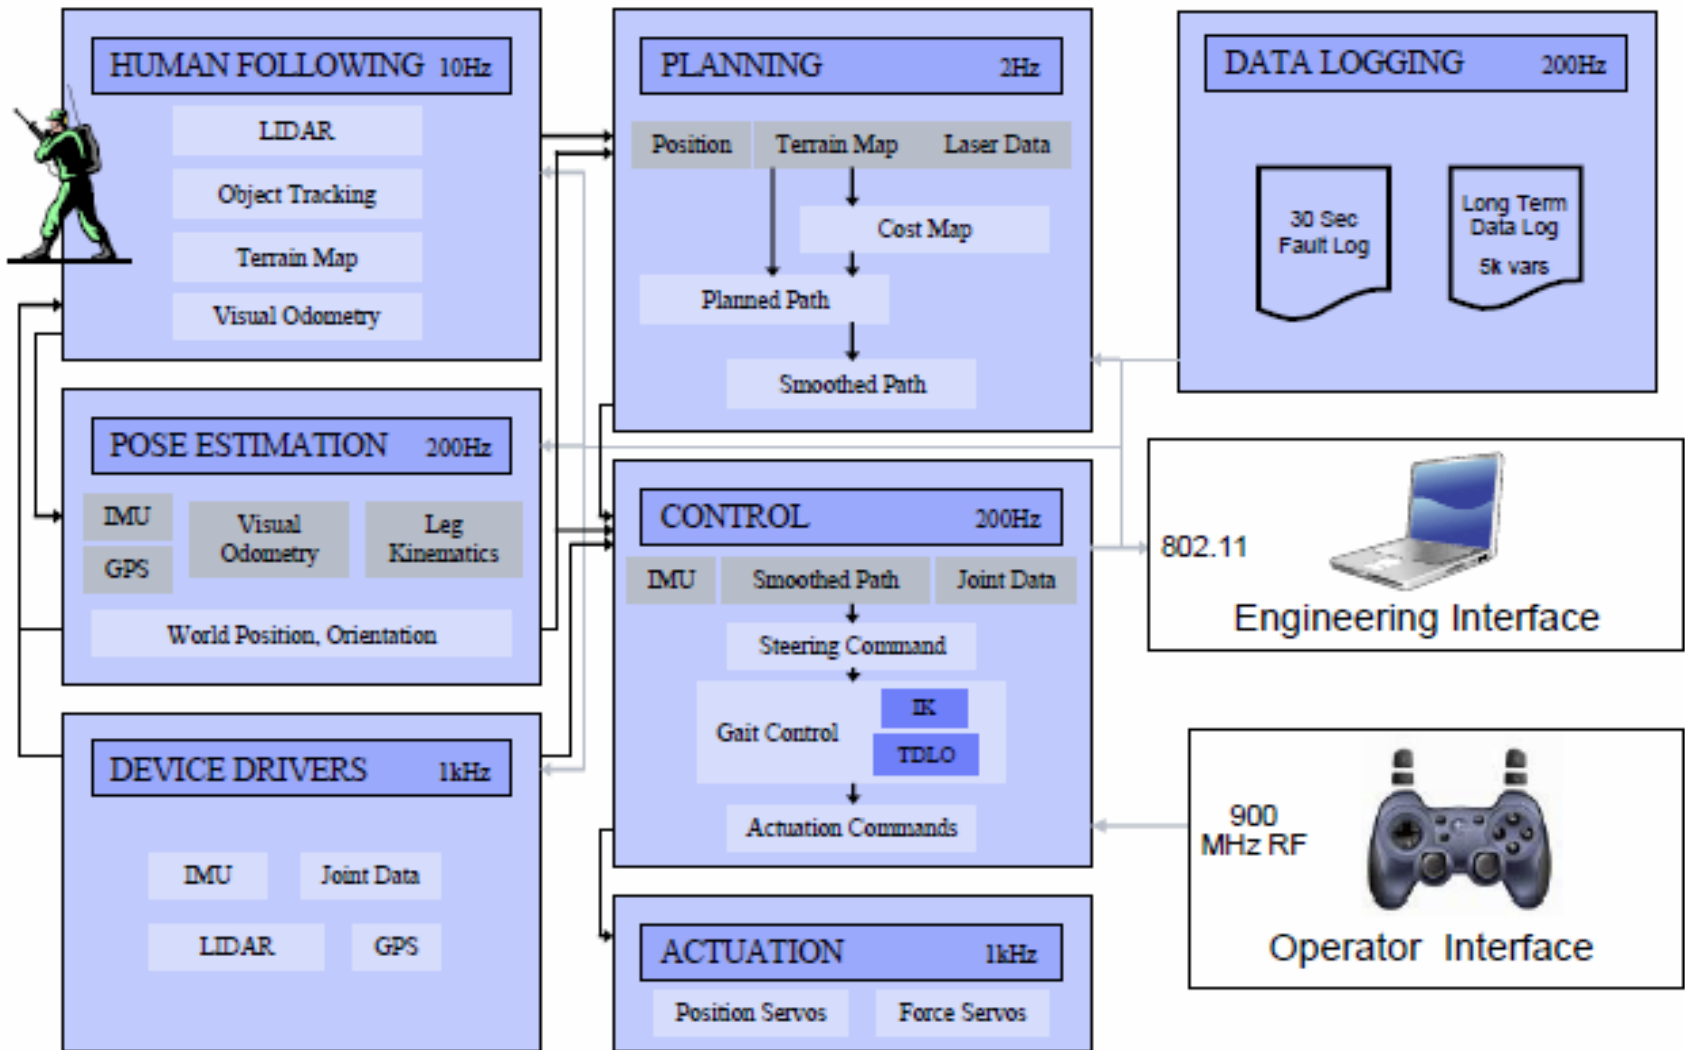 HUMAN FOLLOWING 10Hz
LIDAR
Object Tracking
Terrain Map
Visual Odometry
POSE ESTIMATION 200Hz
IMU
GPS
Visual
Odometry
Leg
Kinematics
World Position, Orientation
DEVICE DRIVERS 1kHz
IMU
Joint Data
LIDAR
GPS
PLANNING 2Hz
Position
Terrain Map
Laser Data
Cost Map
Planned Path
Smoothed Path
CONTROL 200Hz
IMU
Smoothed Path
Joint Data
Steering Command
Gait Control
IK
TDLO
Actuation Commands
ACTUATION 1kHz
Position Servos
Force Servos
DATA LOGGING 200Hz
30 Sec
Fault Log
Long Term
Data Log
5k vars
802.11
Engineering Interface
900
MHz RF
Operator Interface